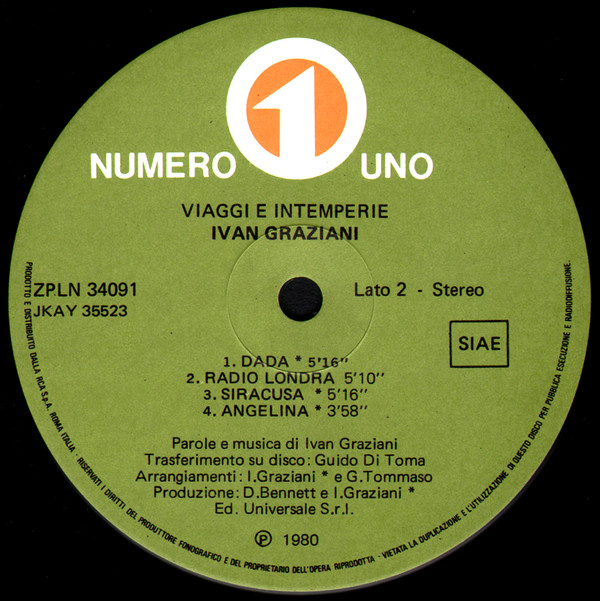 NUMERO 1 UNO
VIAGGI E INTEMPERIE
IVAN GRAZIANI
ZPLN 34091
JKAY 35523
Lato 2 - Stereo
SIAE
1. DADA * 5'16"
2. RADIO LONDRA 5'10"
3. SIRACUSA * 5'16"
4. ANGELINA * 3'58"
Parole e musica di Ivan Graziani
Trasferimento su disco: Guido Di Toma
Arrangiamenti: I.Graziani * e G.Tommaso
Produzione: D.Bennett e I.Graziani *
Ed. Universale S.r.l.
℗ 1980
PRODOTTO E DISTRIBUITO DALLA RCA S.p.A. ROMA ITALIA - RISERVATI I DIRITTI DEL PRODUTTORE FONOGRAFICO E DEL PROPRIETARIO DELL'OPERA RIPRODOTTA - VIETATA LA DUPLICAZIONE E L'UTILIZZAZIONE DI QUESTO DISCO PER PUBBLICA ESECUZIONE E RADIODIFFUSIONE.